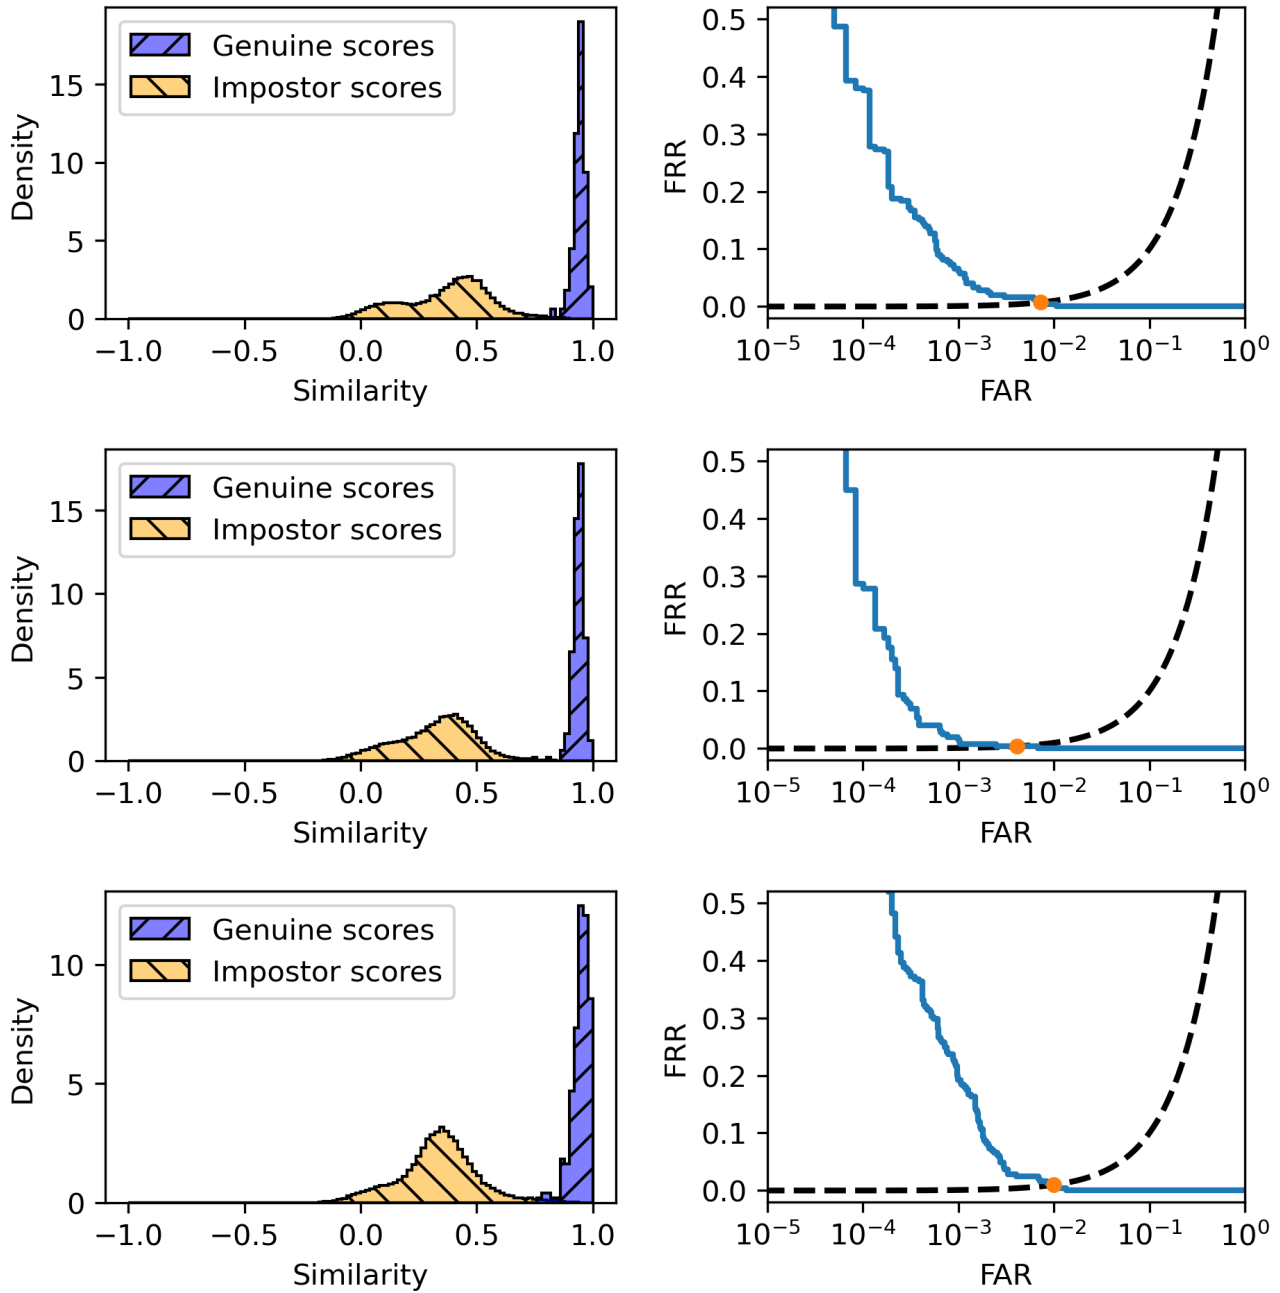 Genuine scores
Impostor scores
Density
0
5
10
15
−1.0 −0.5 0.0 0.5 1.0
Similarity
FRR
0.5
0.4
0.3
0.2
0.1
0.0
10⁻⁵ 10⁻⁴ 10⁻³ 10⁻² 10⁻¹ 10⁰
FAR
Genuine scores
Impostor scores
Density
0
5
10
15
−1.0 −0.5 0.0 0.5 1.0
Similarity
FRR
0.5
0.4
0.3
0.2
0.1
0.0
10⁻⁵ 10⁻⁴ 10⁻³ 10⁻² 10⁻¹ 10⁰
FAR
Genuine scores
Impostor scores
Density
0
5
10
−1.0 −0.5 0.0 0.5 1.0
Similarity
FRR
0.5
0.4
0.3
0.2
0.1
0.0
10⁻⁵ 10⁻⁴ 10⁻³ 10⁻² 10⁻¹ 10⁰
FAR